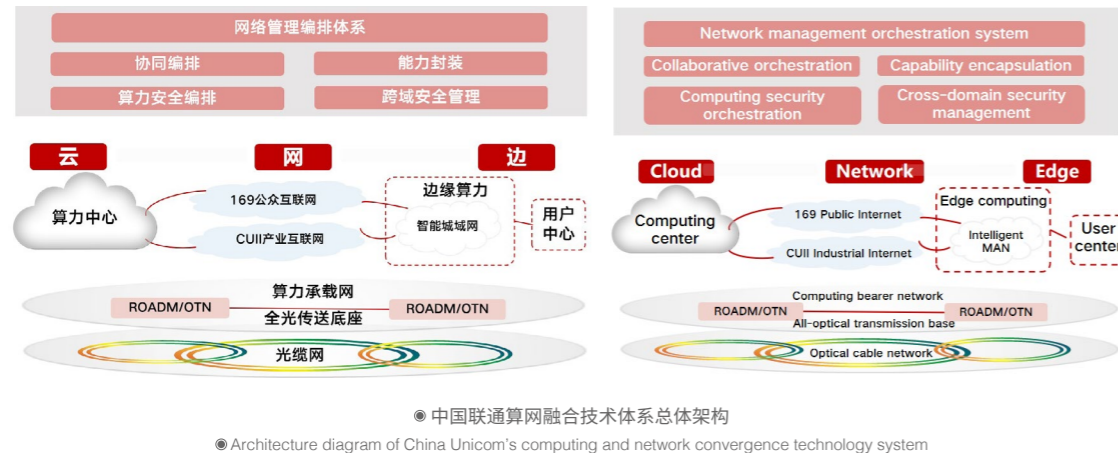 网络管理编排体系
协同编排
能力封装
算力安全编排
跨域安全管理
云
网
边
算力中心
169公众互联网
CUII产业互联网
边缘算力
智能城域网
用户
中心
算力承载网
ROADM/OTN
ROADM/OTN
全光传送底座
光缆网
Network management orchestration system
Collaborative orchestration
Capability encapsulation
Computing security
orchestration
Cross-domain security
management
Cloud
Network
Edge
Computing
center
169 Public Internet
CUII Industrial Internet
Edge computing
Intelligent
MAN
User
center
Computing bearer network
ROADM/OTN
ROADM/OTN
All-optical transmission base
Optical cable network
◉中国联通算网融合技术体系总体架构
◉Architecture diagram of China Unicom's computing and network convergence technology system